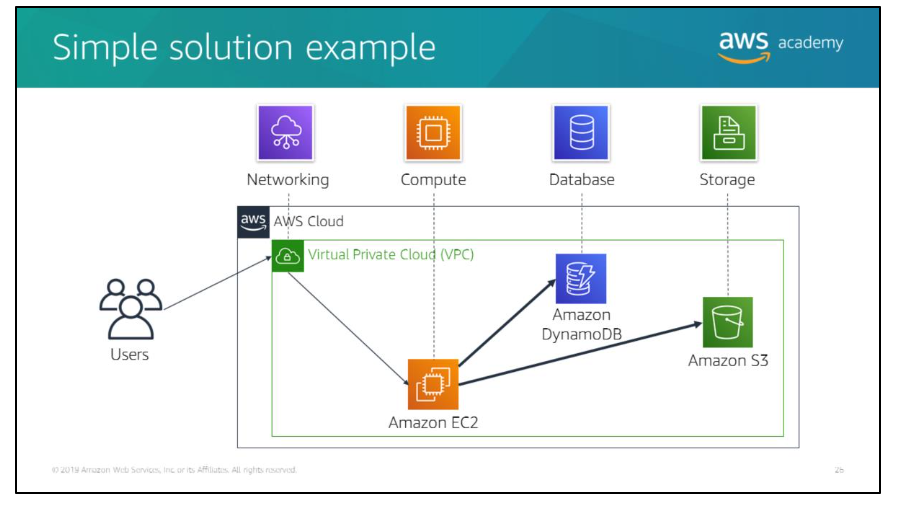 Simple solution example
aws academy
Networking
Compute
Database
Storage
aws AWS Cloud
Virtual Private Cloud (VPC)
Users
Amazon
DynamoDB
Amazon S3
Amazon EC2
© 2019 Amazon Web Services, Inc. or its Affiliates. All rights reserved.
26